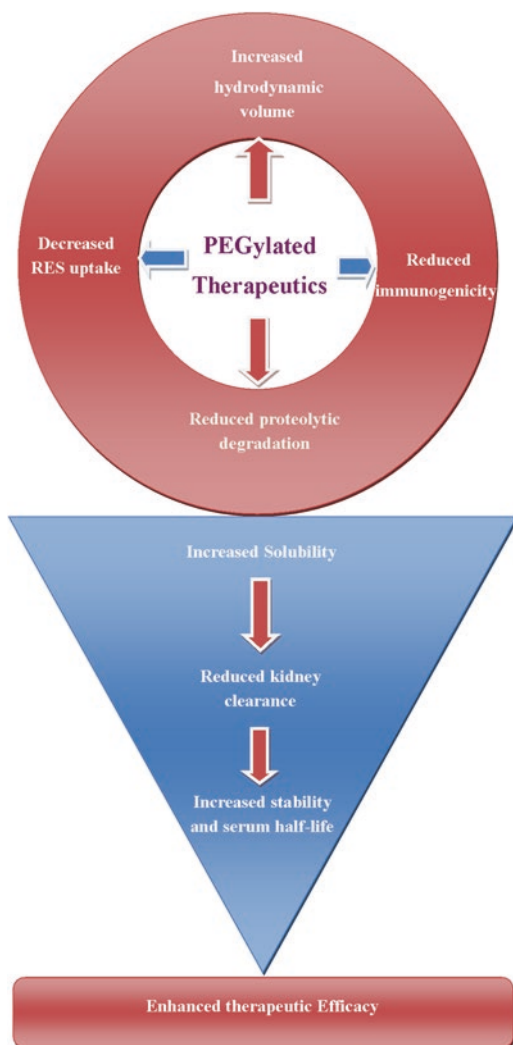 Increased
hydrodynamic
volume
Decreased
RES uptake
PEGylated
Therapeutics
Reduced
immunogenicity
Reduced proteolytic
degradation
Increased Solubility
Reduced kidney
clearance
Increased stability
and serum half-life
Enhanced therapeutic Efficacy